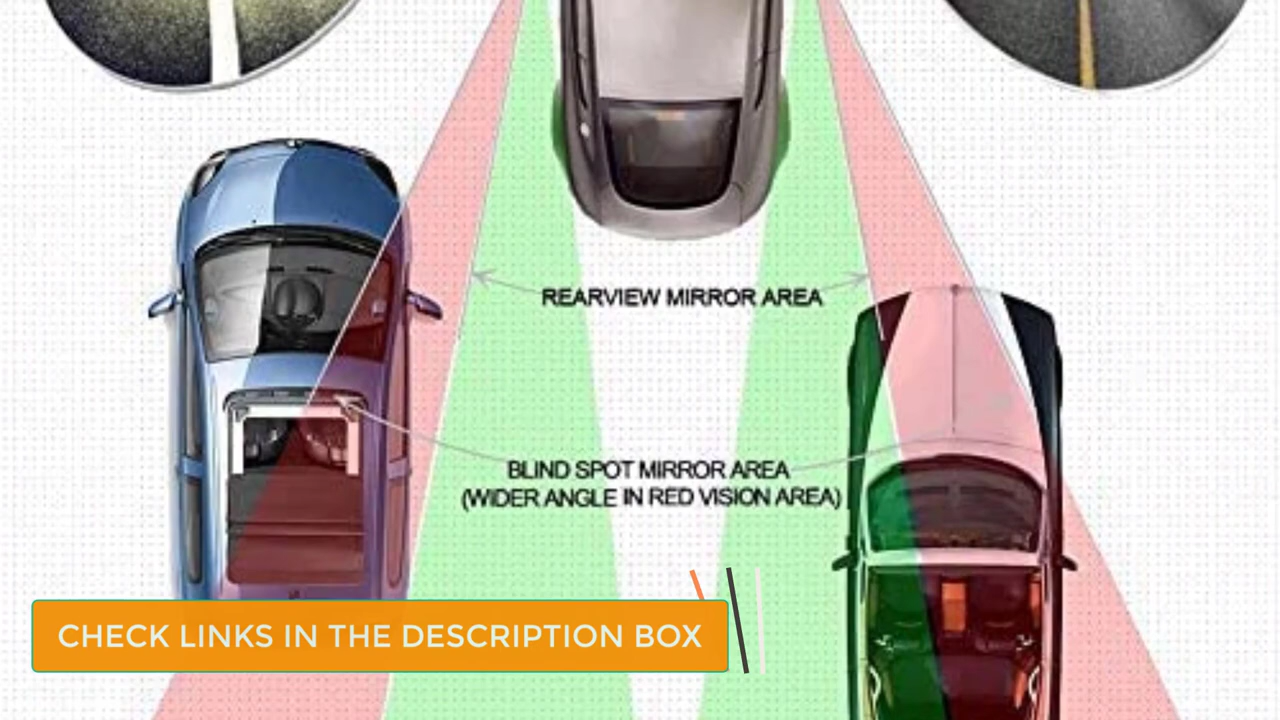 REARVIEW MIRROR AREA
BLIND SPOT MIRROR AREA
(WIDER ANGLE IN RED VISION AREA)
CHECK LINKS IN THE DESCRIPTION BOX